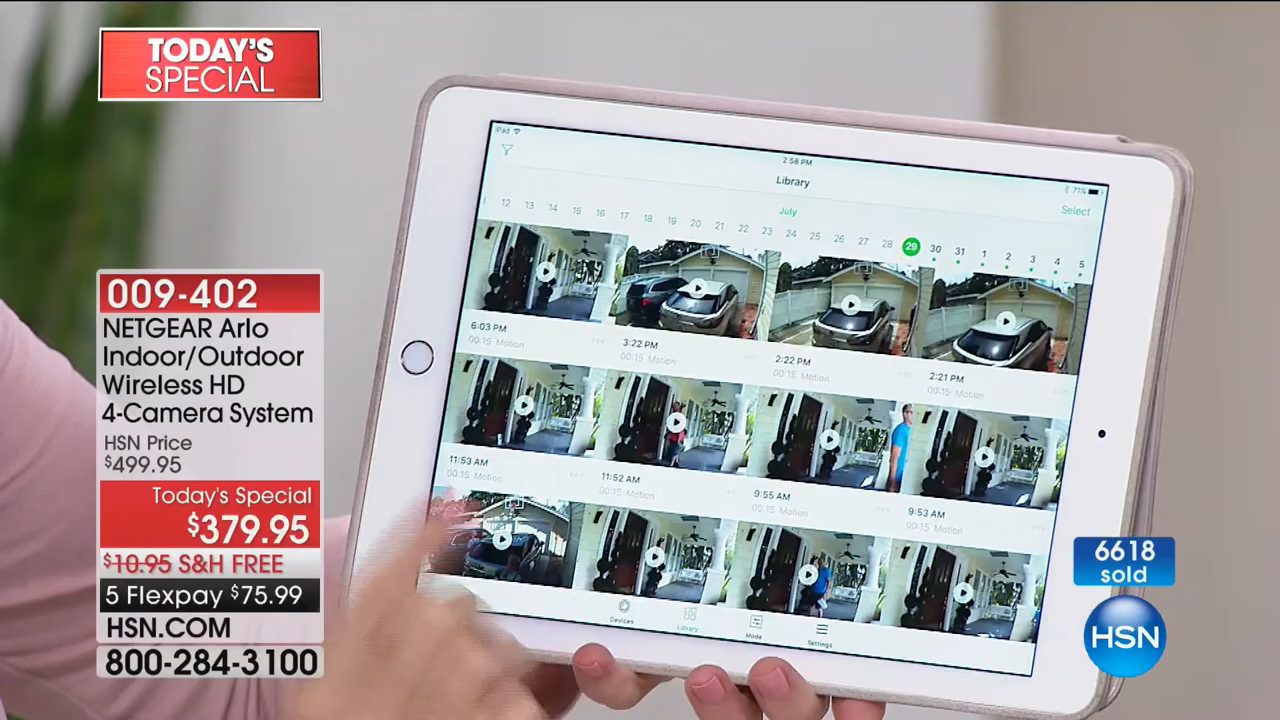 TODAY'S
SPECIAL
009-402
NETGEAR Arlo
Indoor/Outdoor
Wireless HD
4-Camera System
HSN Price
$499.95
Today's Special
$379.95
$10.95 S&H FREE
5 Flexpay $75.99
HSN.COM
800-284-3100
iPad
2:58 PM
71%
Library
Select
July
12 13 14 15 16 17 18 19 20 21 22 23 24 25 26 27 28 29 30 31 1 2 3 4 5
6:03 PM
00:15 Motion
3:22 PM
00:15 Motion
2:22 PM
00:15 Motion
2:21 PM
00:15 Motion
11:53 AM
00:15 Motion
11:52 AM
00:15 Motion
9:55 AM
00:15 Motion
9:53 AM
00:15 Motion
Devices
Library
Mode
Settings
6618
sold
HSN